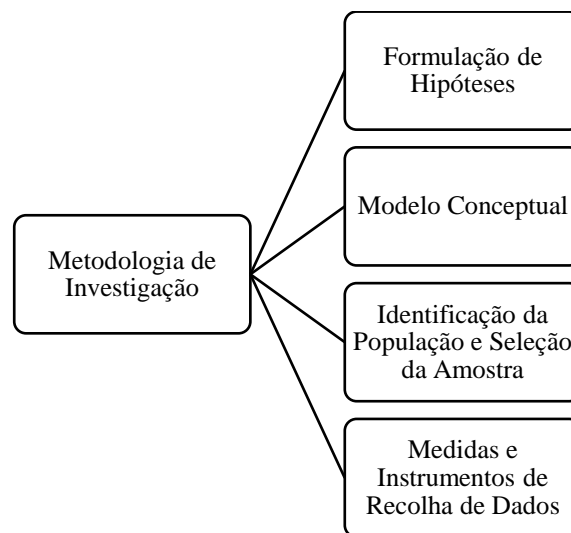 Formulação de
Hipóteses
Modelo Conceptual
Metodologia de
Investigação
Identificação da
População e Seleção
da Amostra
Medidas e
Instrumentos de
Recolha de Dados